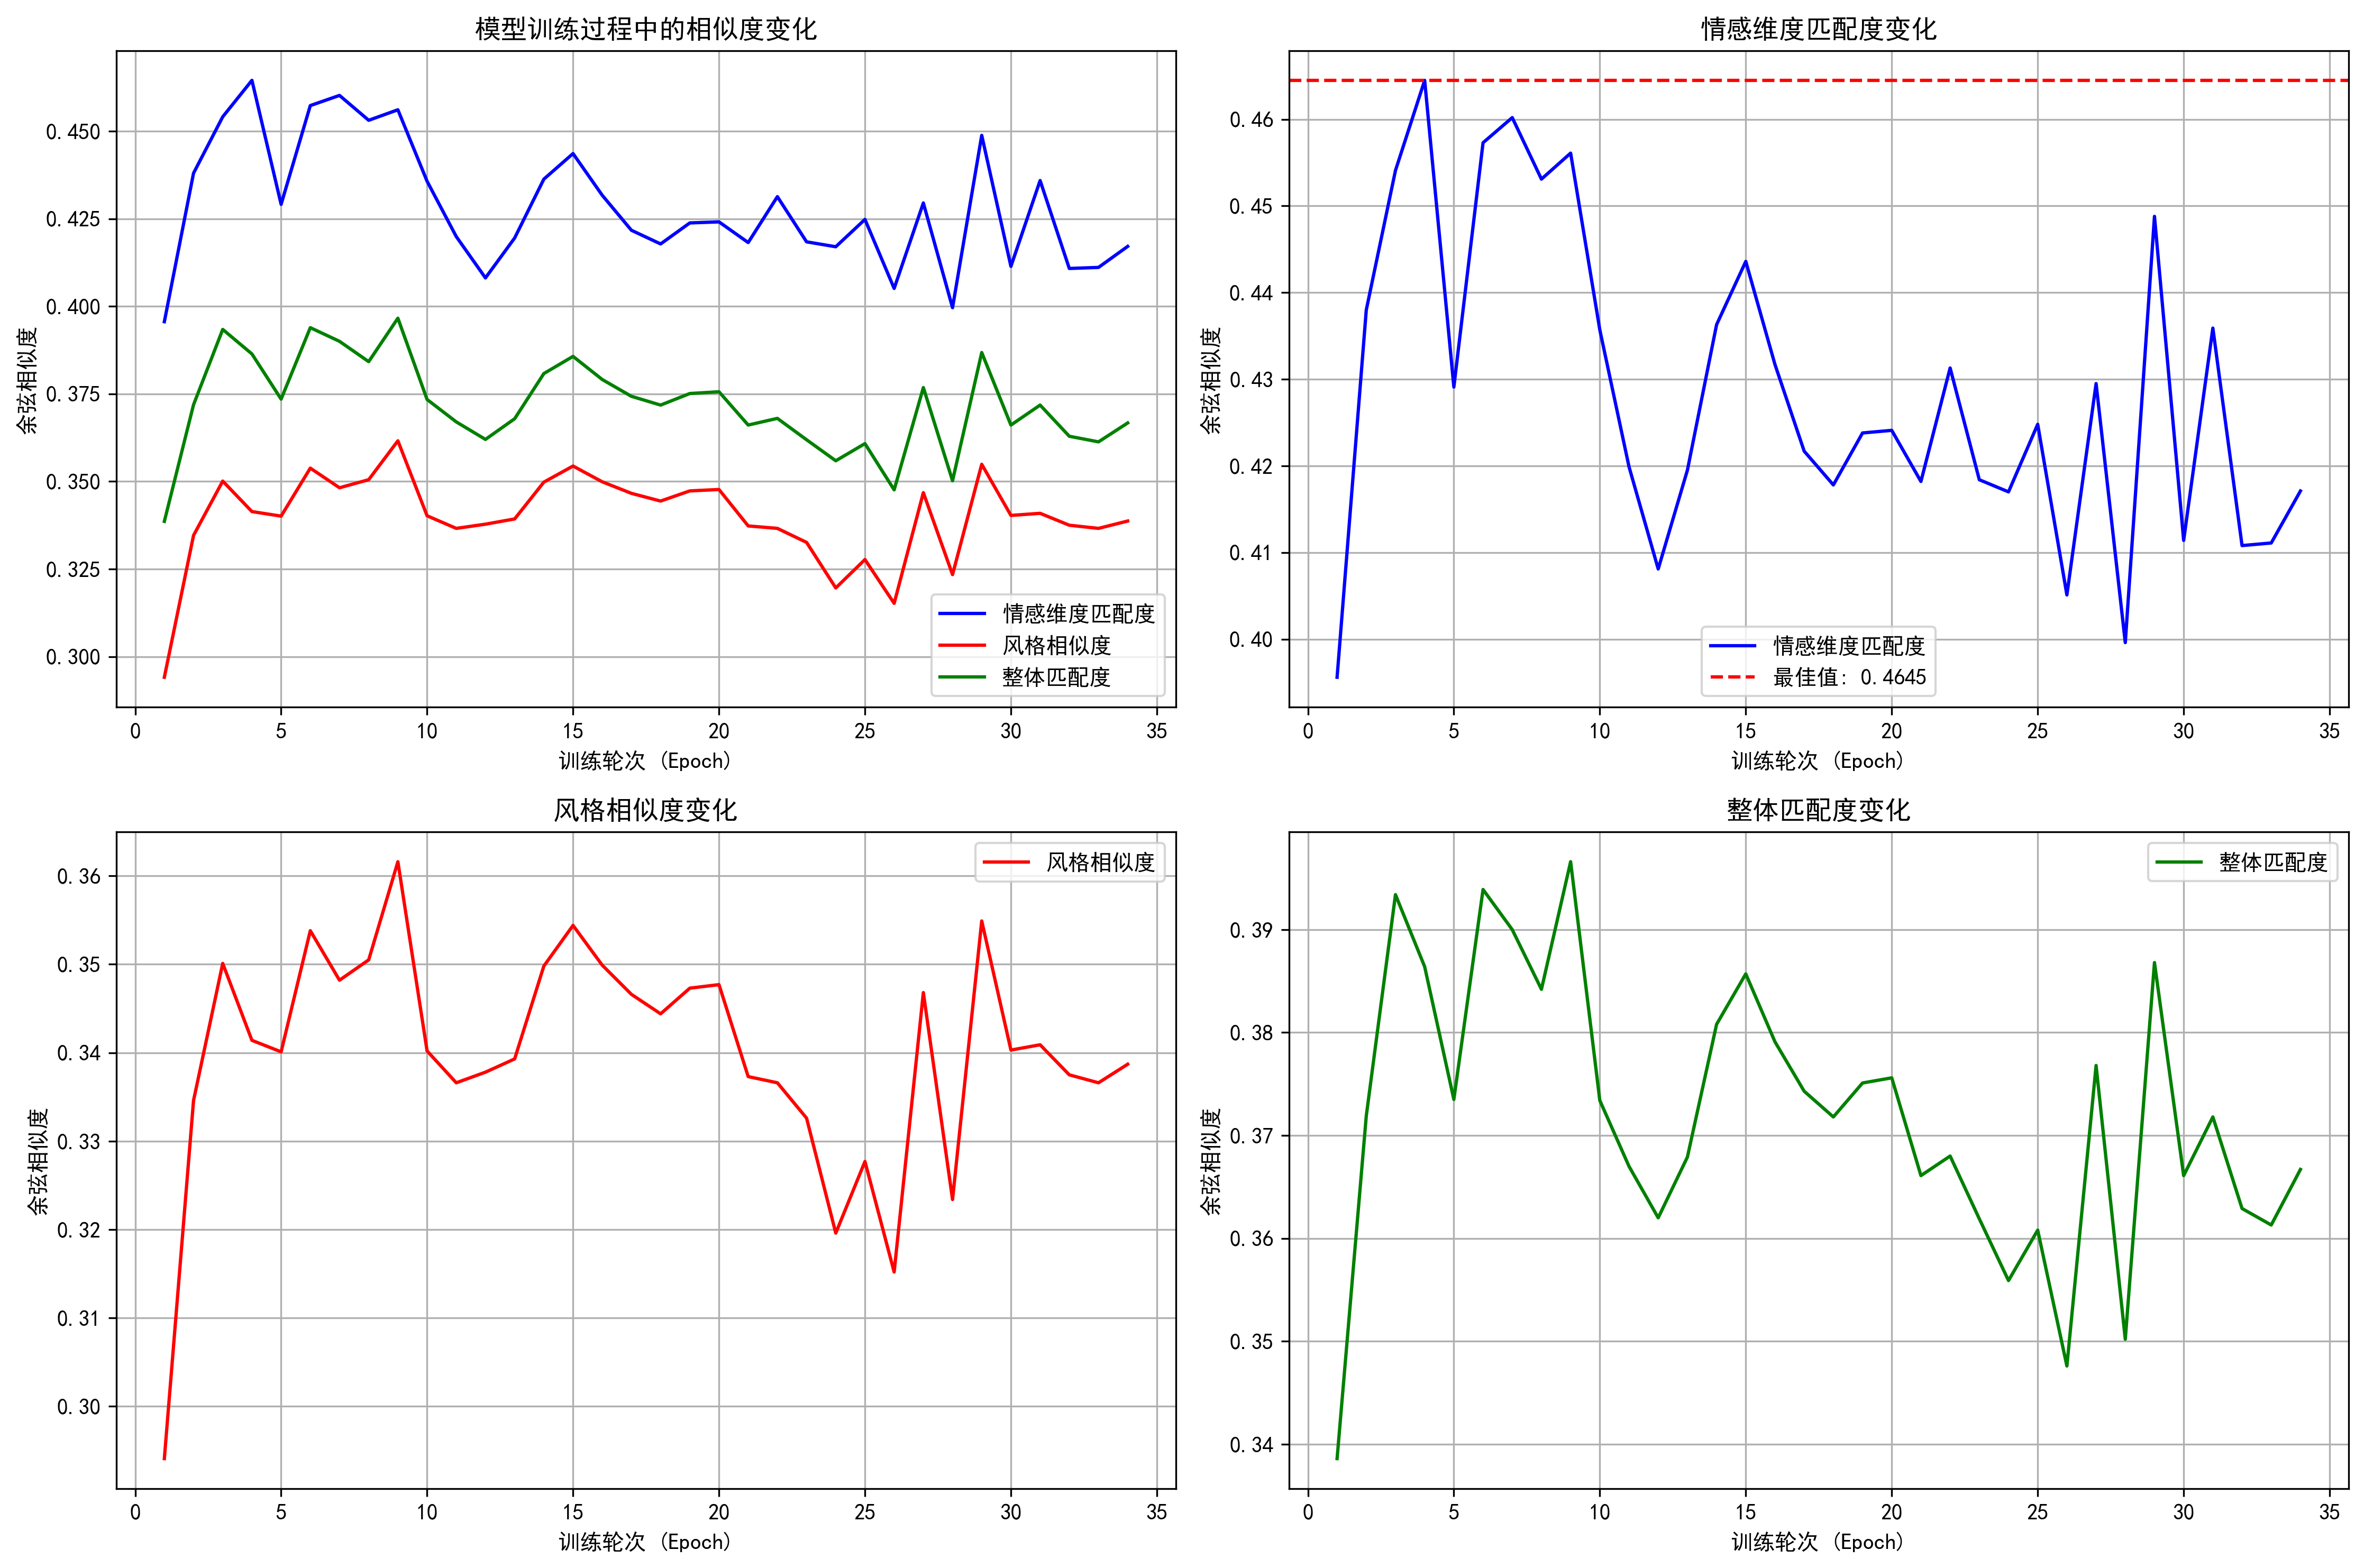 模型训练过程中的相似度变化
余弦相似度
0.450
0.425
0.400
0.375
0.350
0.325
0.300
情感维度匹配度
风格相似度
整体匹配度
0 5 10 15 20 25 30 35
训练轮次 (Epoch)
情感维度匹配度变化
余弦相似度
0.46
0.45
0.44
0.43
0.42
0.41
0.40
情感维度匹配度
最佳值: 0.4645
0 5 10 15 20 25 30 35
训练轮次 (Epoch)
风格相似度变化
余弦相似度
0.36
0.35
0.34
0.33
0.32
0.31
0.30
风格相似度
0 5 10 15 20 25 30 35
训练轮次 (Epoch)
整体匹配度变化
余弦相似度
0.39
0.38
0.37
0.36
0.35
0.34
整体匹配度
0 5 10 15 20 25 30 35
训练轮次 (Epoch)